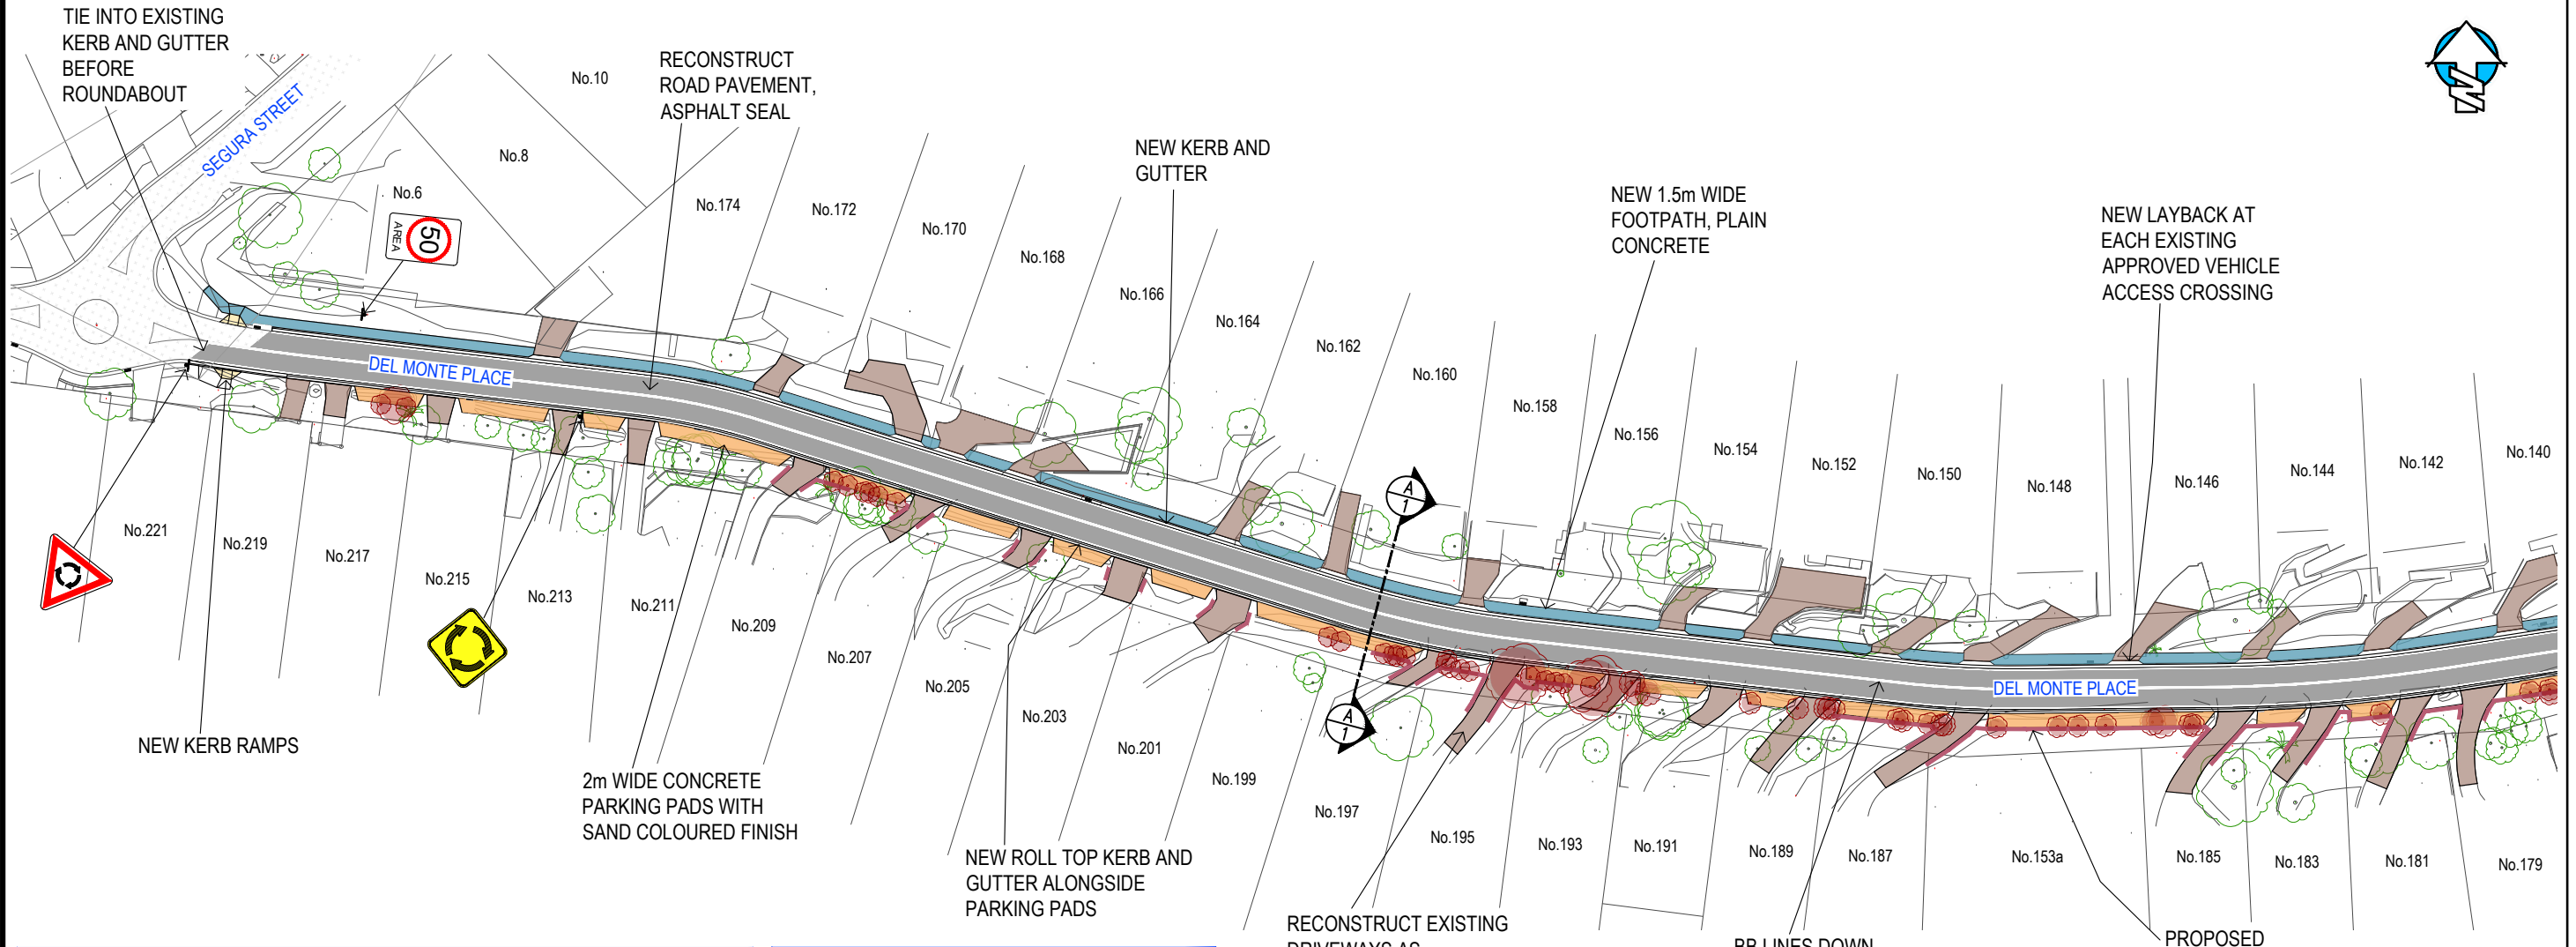 TIE INTO EXISTING
KERB AND GUTTER
BEFORE
ROUNDABOUT
SEGURA STREET
No.10
No.8
No.6
50
AREA
RECONSTRUCT
ROAD PAVEMENT,
ASPHALT SEAL
No.174
No.172
No.170
No.168
No.166
No.164
No.162
No.160
No.158
No.156
No.154
No.152
No.150
No.148
No.146
No.144
No.142
No.140
NEW KERB AND
GUTTER
NEW 1.5m WIDE
FOOTPATH, PLAIN
CONCRETE
NEW LAYBACK AT
EACH EXISTING
APPROVED VEHICLE
ACCESS CROSSING
N
DEL MONTE PLACE
A
1
A
1
DEL MONTE PLACE
No.221
No.219
No.217
No.215
No.213
No.211
No.209
No.207
No.205
No.203
No.201
No.199
No.197
No.195
No.193
No.191
No.189
No.187
No.153a
No.185
No.183
No.181
No.179
NEW KERB RAMPS
2m WIDE CONCRETE
PARKING PADS WITH
SAND COLOURED FINISH
NEW ROLL TOP KERB AND
GUTTER ALONGSIDE
PARKING PADS
RECONSTRUCT EXISTING
DRIVEWAYS AS
BB LINES DOWN
PROPOSED